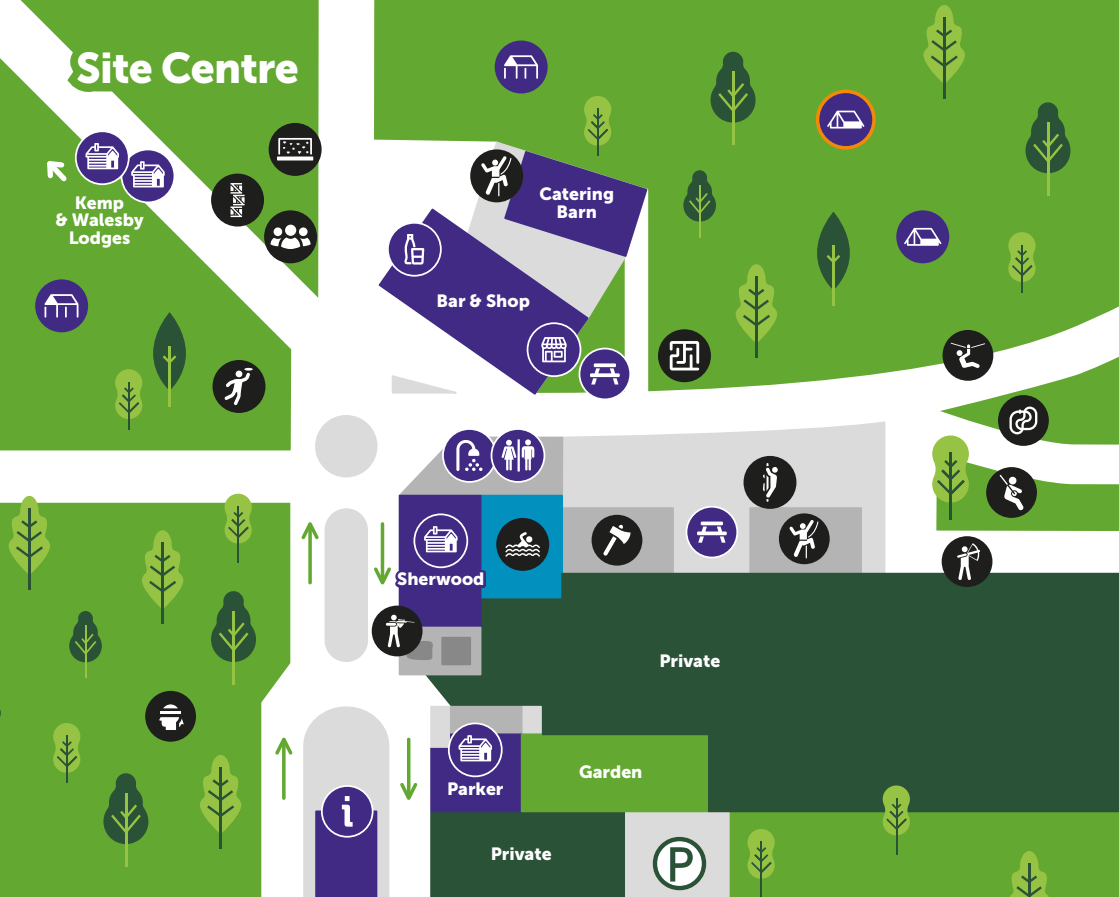 Site Centre
Kemp
& Walesby
Lodges
Catering
Barn
Bar & Shop
Sherwood
Private
Parker
Garden
i
Private
P